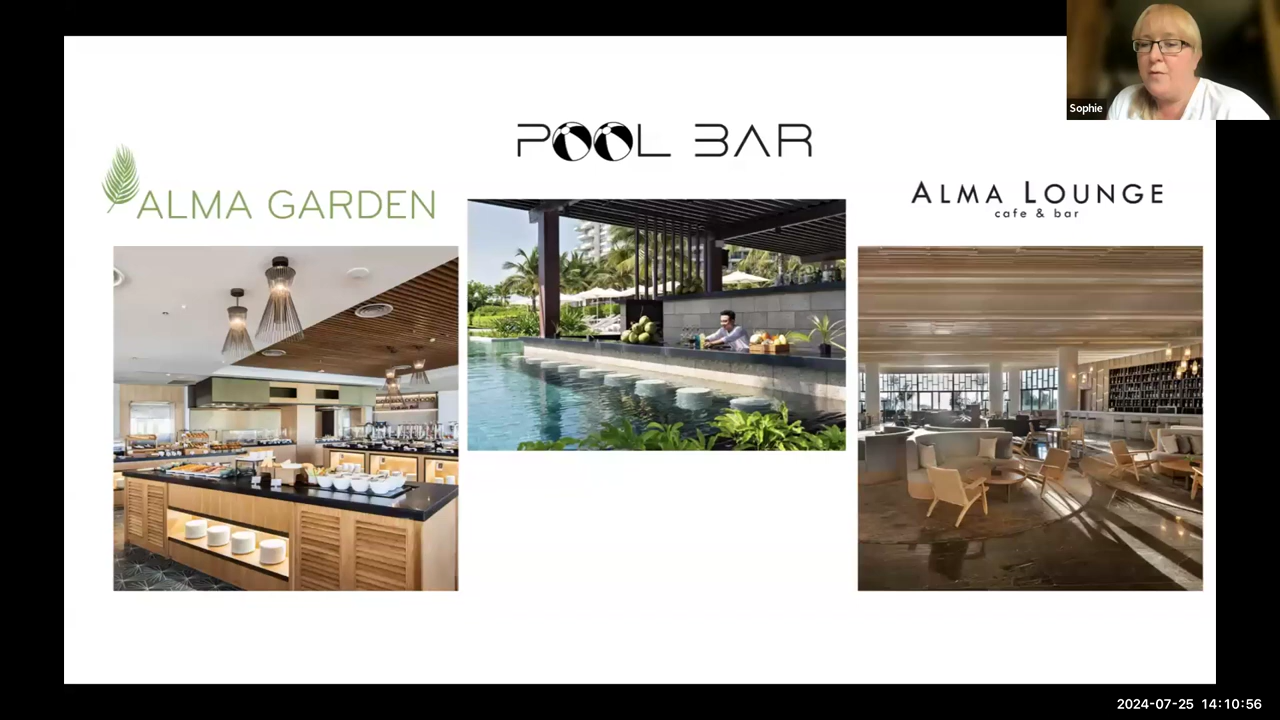 Sophie
POOL BAR
ALMA GARDEN
ALMA LOUNGE
cafe & bar
2024-07-25 14:10:56